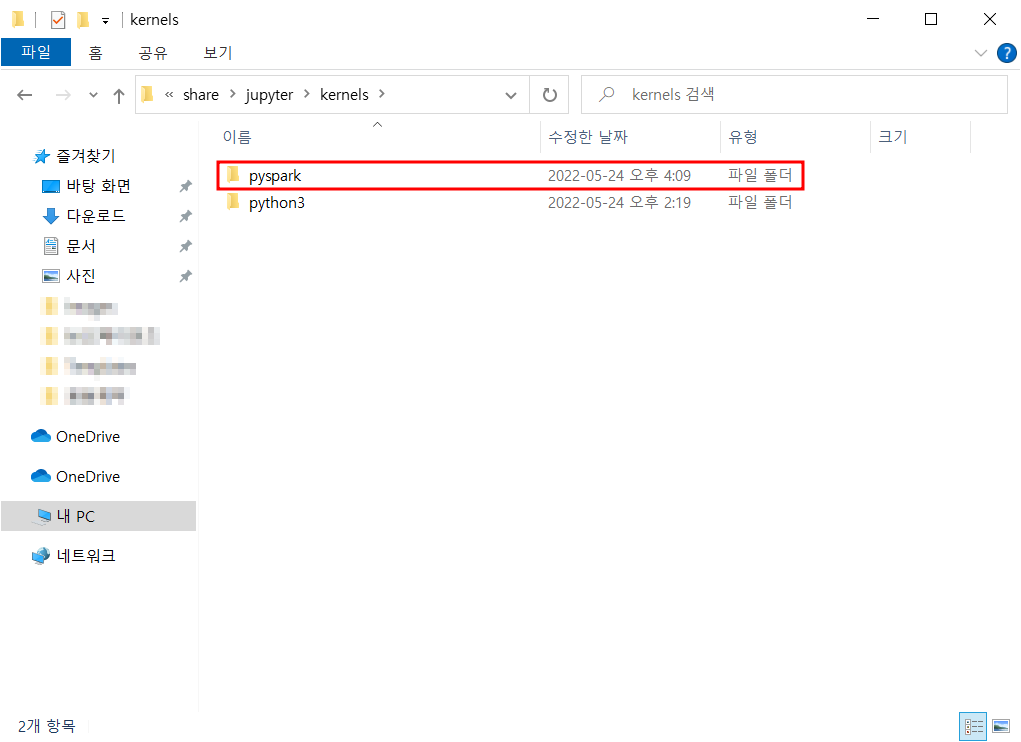 kernels
파일 홈 공유 보기
« share > jupyter > kernels > kernels 검색
이름 수정한 날짜 유형 크기
즐겨찾기
바탕 화면
다운로드
문서
사진
OneDrive
OneDrive
내 PC
네트워크
pyspark 2022-05-24 오후 4:09 파일 폴더
python3 2022-05-24 오후 2:19 파일 폴더
2개 항목